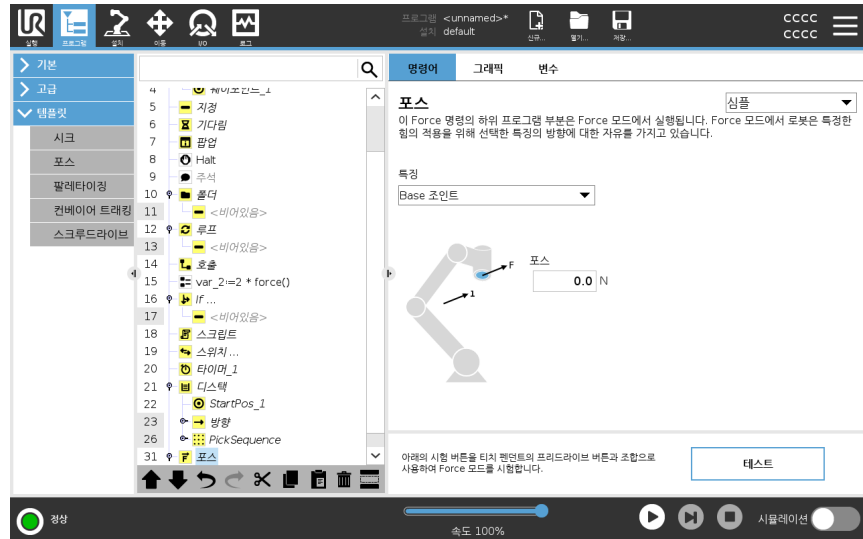 UR
실행
프로그램
설치
이동
I/O
로그
프로그램 <unnamed>*
설치 default
신규...
열기...
저장...
cccc
cccc
기본
고급
템플릿
시크
포스
팔레타이징
컨베이어 트래킹
스크루드라이브
4 웨이포인트_1
5 지정
6 기다림
7 팝업
8 Halt
9 주석
10 폴더
11 <비어있음>
12 루프
13 <비어있음>
14 호출
15 var_2:=2 * force()
16 If ...
17 <비어있음>
18 스크립트
19 스위치 ...
20 타이머_1
21 디스택
22 StartPos_1
23 방향
26 PickSequence
31 포스
명령어 그래픽 변수
포스
심플
이 Force 명령의 하위 프로그램 부분은 Force 모드에서 실행됩니다. Force 모드에서 로봇은 특정한
힘의 적용을 위해 선택한 특징의 방향에 대한 자유를 가지고 있습니다.
특징
Base 조인트
F
1
포스
0.0 N
아래의 시험 버튼을 티치 펜던트의 프리드라이브 버튼과 조합으로
사용하여 Force 모드를 시험합니다.
테스트
정상
속도 100%
시뮬레이션